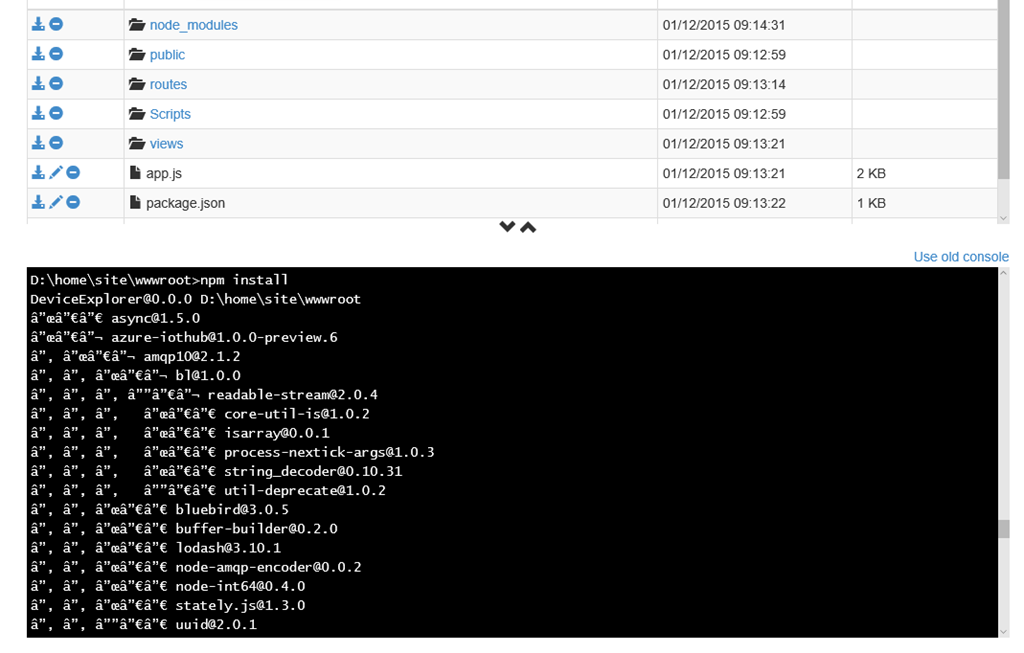 node_modules 01/12/2015 09:14:31
public 01/12/2015 09:12:59
routes 01/12/2015 09:13:14
Scripts 01/12/2015 09:12:59
views 01/12/2015 09:13:21
app.js 01/12/2015 09:13:21 2 KB
package.json 01/12/2015 09:13:22 1 KB
Use old console
D:\home\site\wwwroot>npm install
DeviceExplorer@0.0.0 D:\home\site\wwwroot
â”œâ”€â”€ async@1.5.0
â”œâ”€â”¬ azure-iothub@1.0.0-preview.6
â”‚ â”œâ”€â”¬ amqp10@2.1.2
â”‚ â”‚ â”œâ”€â”¬ bl@1.0.0
â”‚ â”‚ â”‚ â””â”€â”¬ readable-stream@2.0.4
â”‚ â”‚ â”‚   â”œâ”€â”€ core-util-is@1.0.2
â”‚ â”‚ â”‚   â”œâ”€â”€ isarray@0.0.1
â”‚ â”‚ â”‚   â”œâ”€â”€ process-nextick-args@1.0.3
â”‚ â”‚ â”‚   â”œâ”€â”€ string_decoder@0.10.31
â”‚ â”‚ â”‚   â””â”€â”€ util-deprecate@1.0.2
â”‚ â”‚ â”œâ”€â”€ bluebird@3.0.5
â”‚ â”‚ â”œâ”€â”€ buffer-builder@0.2.0
â”‚ â”‚ â”œâ”€â”€ lodash@3.10.1
â”‚ â”‚ â”œâ”€â”€ node-amqp-encoder@0.0.2
â”‚ â”‚ â”œâ”€â”€ node-int64@0.4.0
â”‚ â”‚ â”œâ”€â”€ stately.js@1.3.0
â”‚ â”‚ â””â”€â”€ uuid@2.0.1